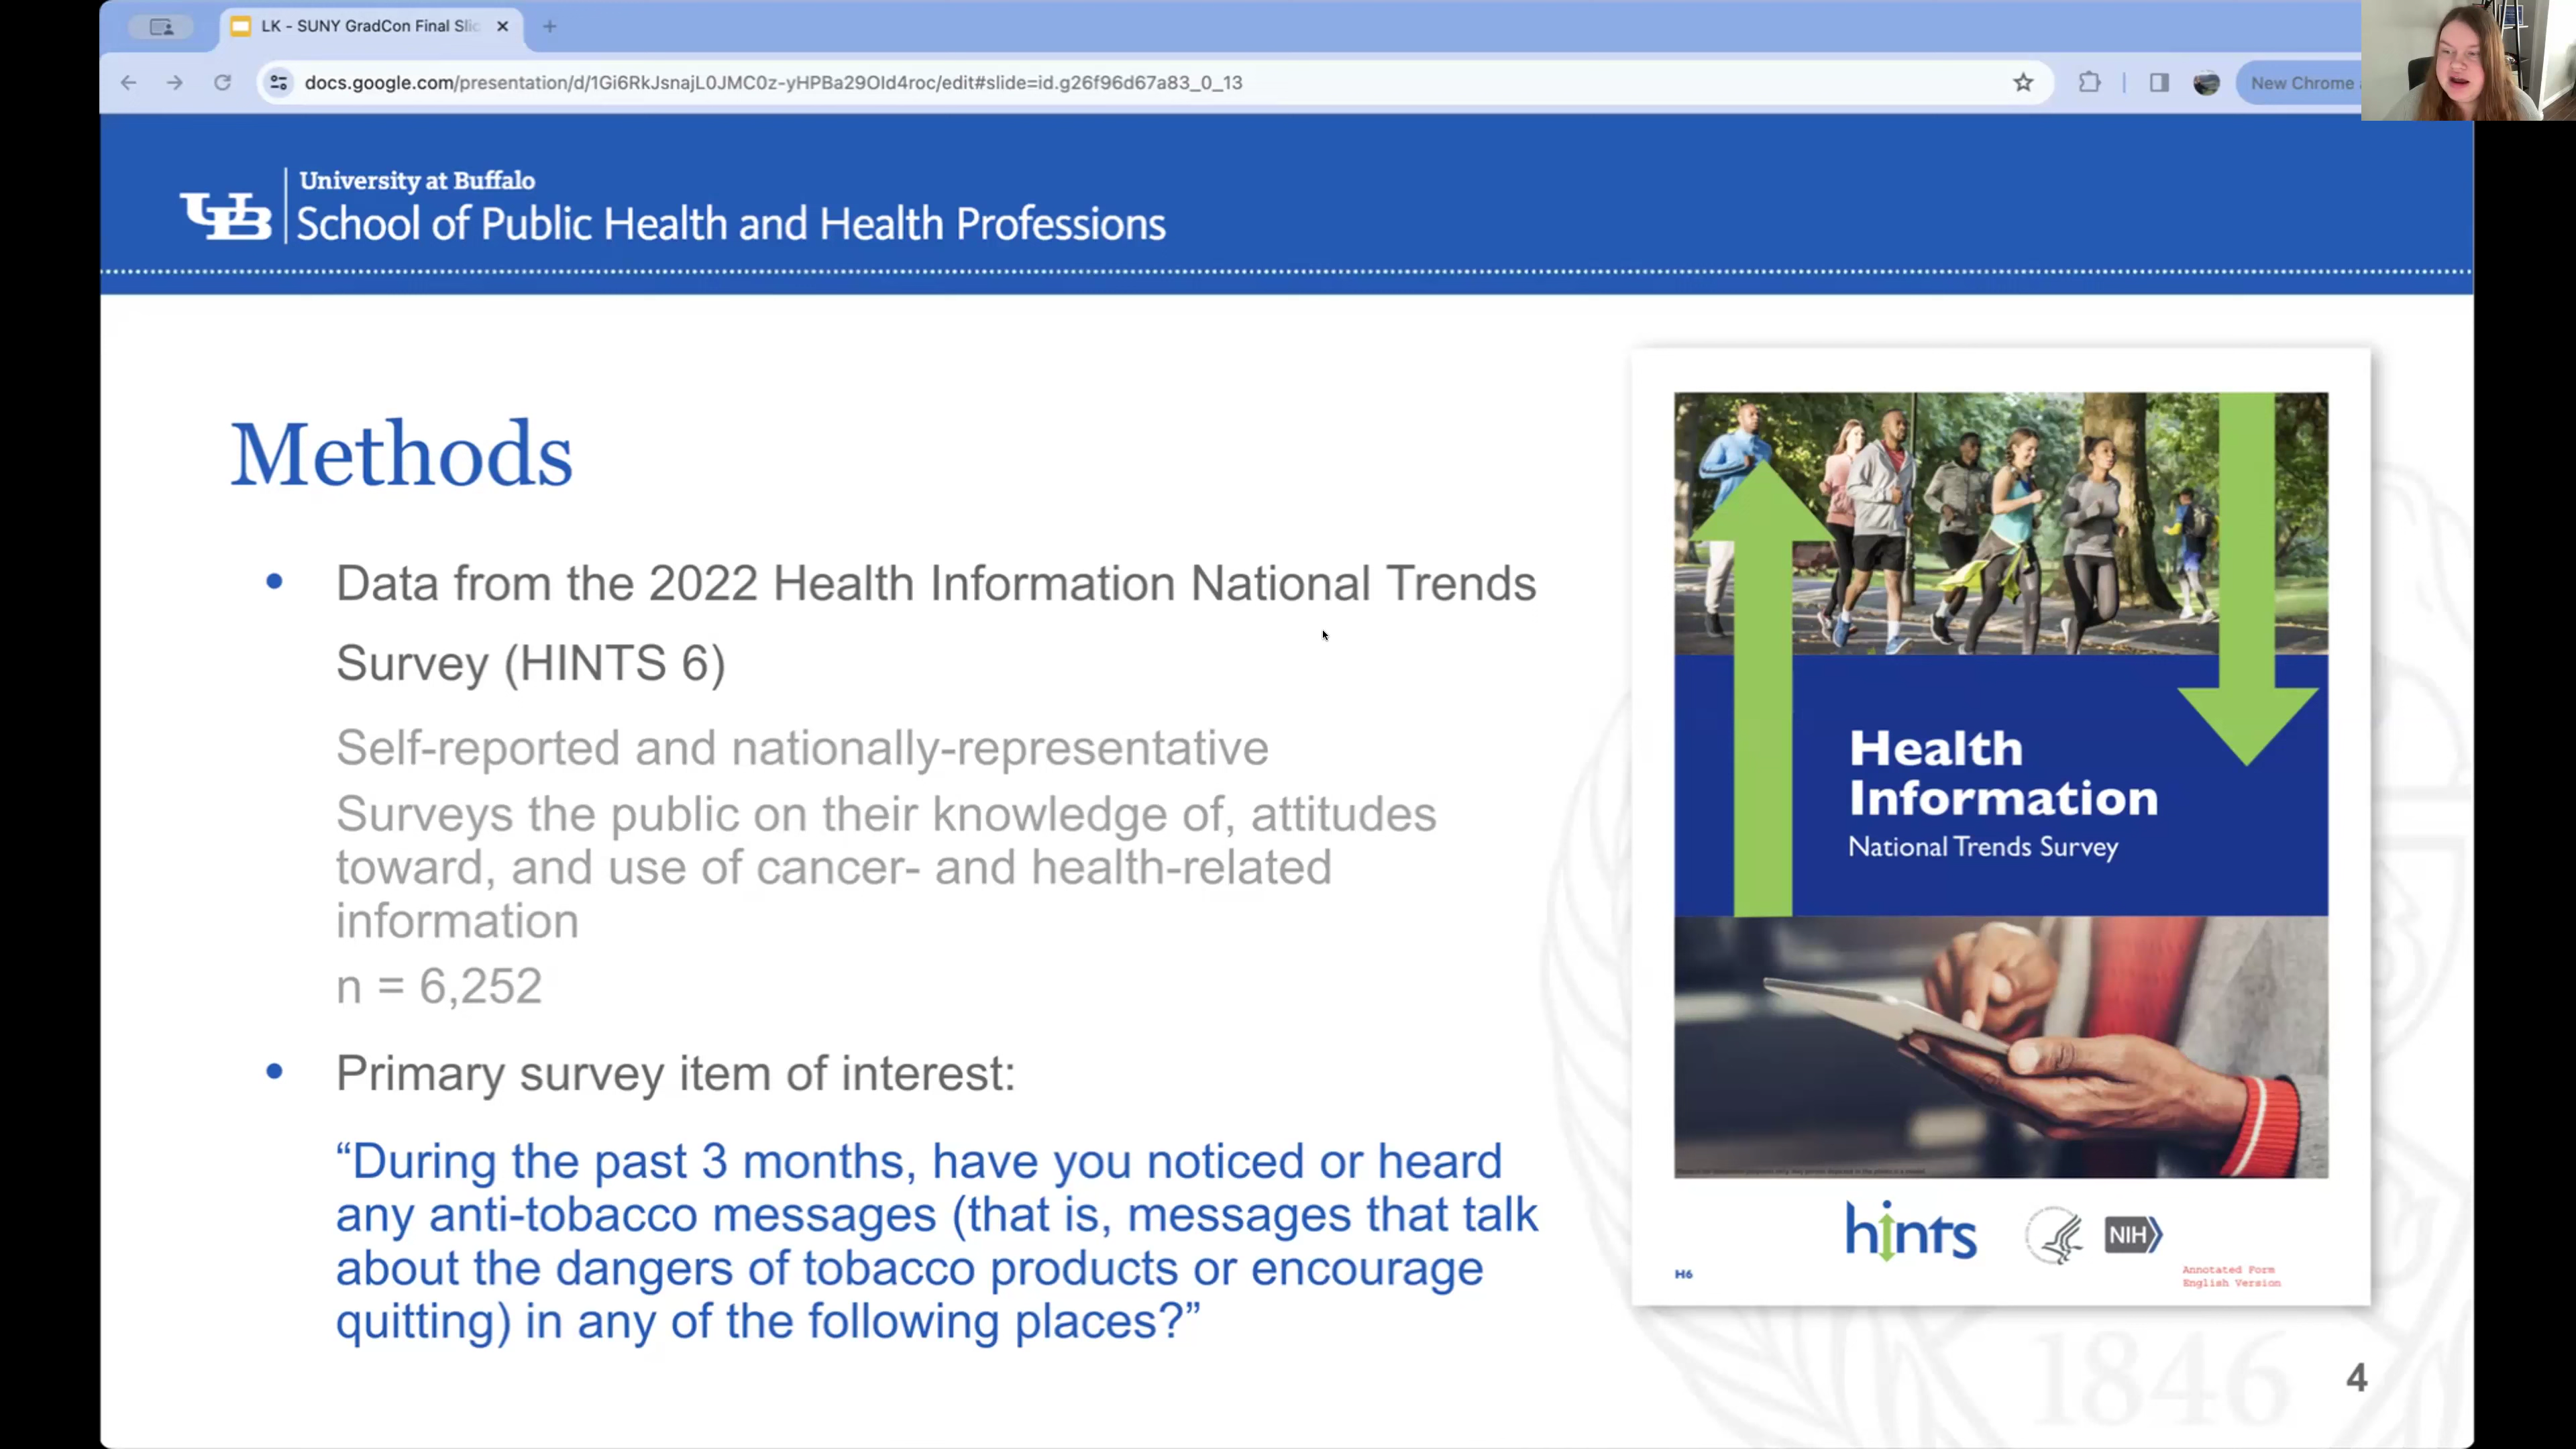 LK - SUNY GradCon Final Slic
docs.google.com/presentation/d/1Gi6RkJsnajL0JMC0z-yHPBa29OId4roc/edit#slide=id.g26f96d67a83_0_13
New Chrome
UB
University at Buffalo
School of Public Health and Health Professions
Methods
• Data from the 2022 Health Information National Trends
Survey (HINTS 6)
Self-reported and nationally-representative
Surveys the public on their knowledge of, attitudes
toward, and use of cancer- and health-related
information
n = 6,252
• Primary survey item of interest:
“During the past 3 months, have you noticed or heard
any anti-tobacco messages (that is, messages that talk
about the dangers of tobacco products or encourage
quitting) in any of the following places?”
Health
Information
National Trends Survey
hints
NIH
H6
Annotated Form
English Version
1846
4